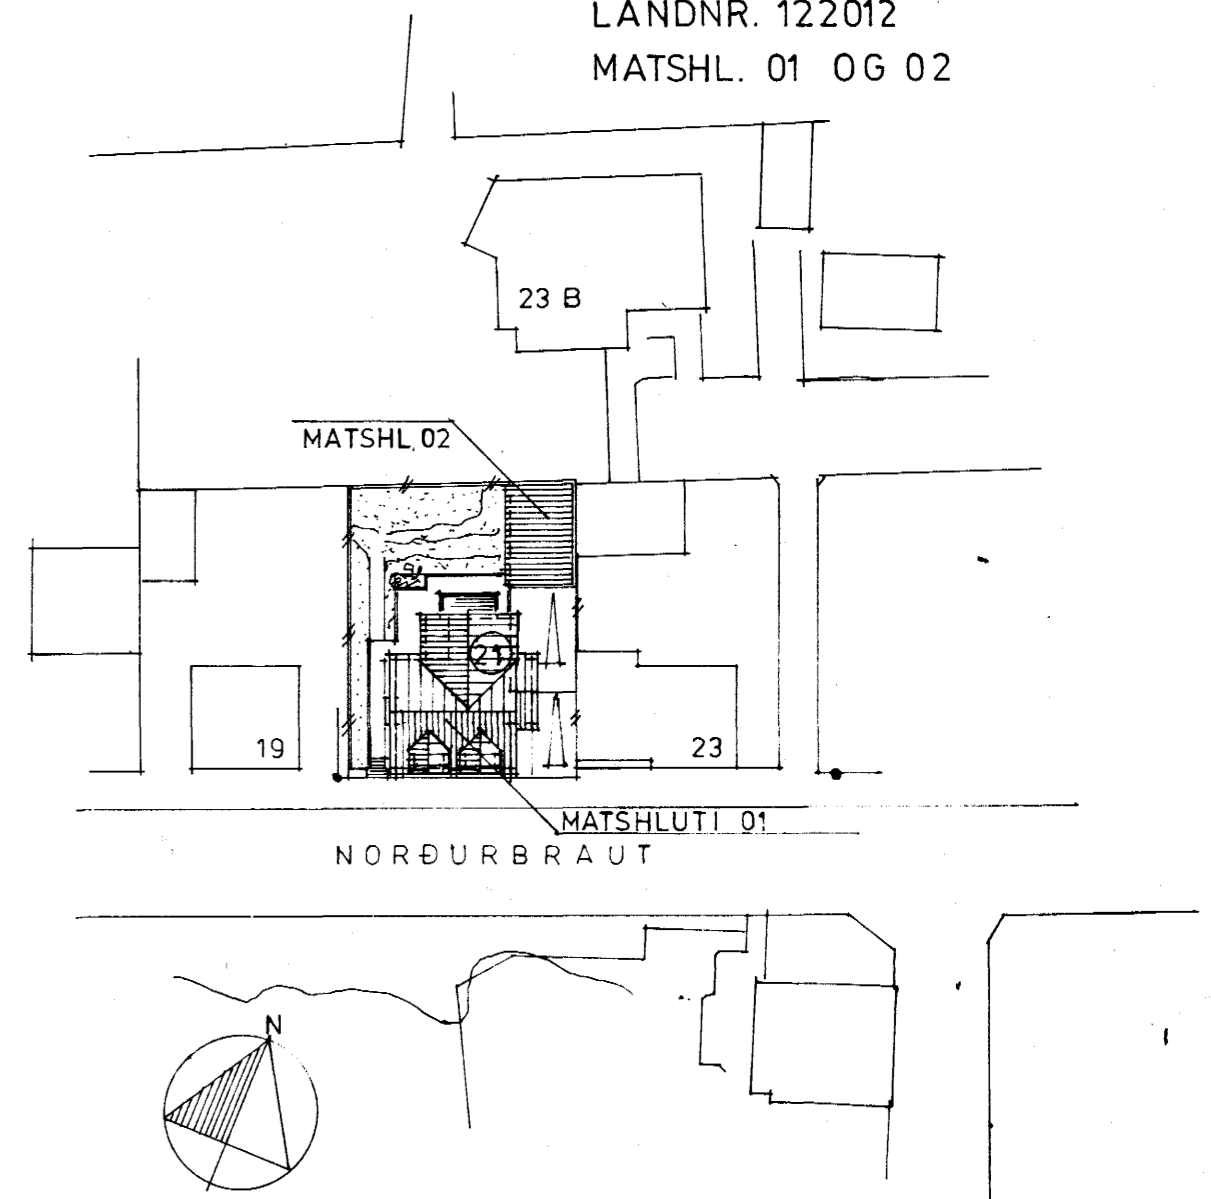 LANDNR. 122012
MATSHL. 01 OG 02
23 B
MATSHL. 02
21
19
23
MATSHLUTI 01
NORÐURBRAUT
N